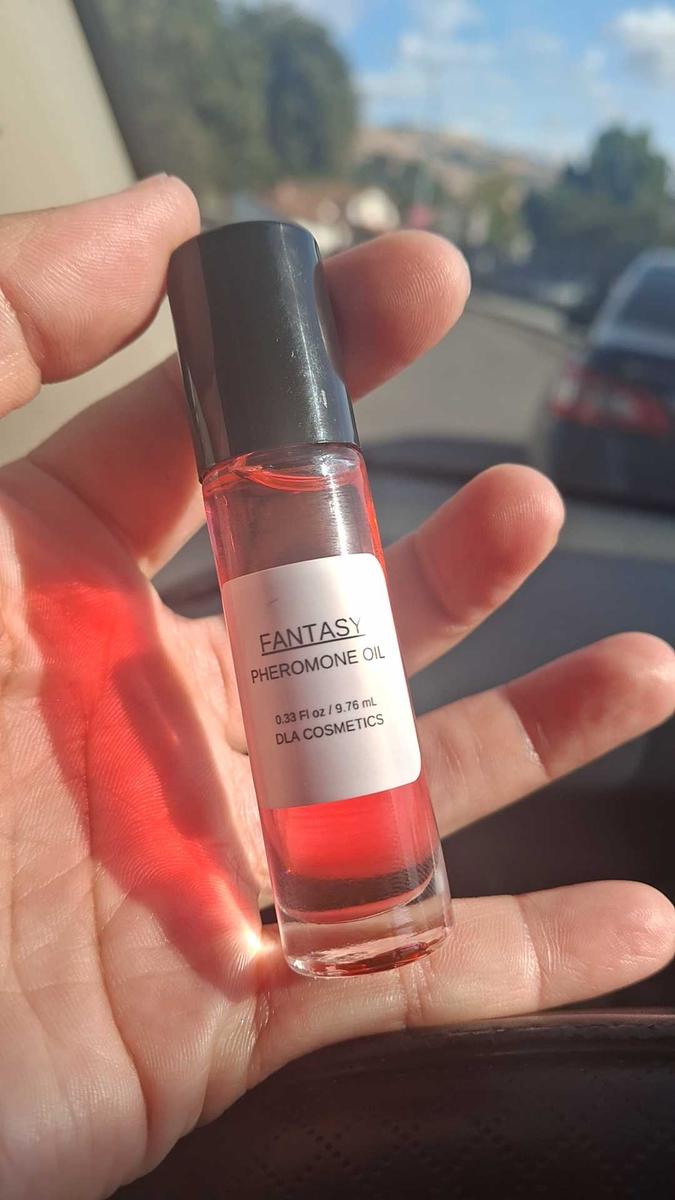 FANTASY
PHEROMONE OIL
0.33 Fl oz / 9.76 mL
DLA COSMETICS